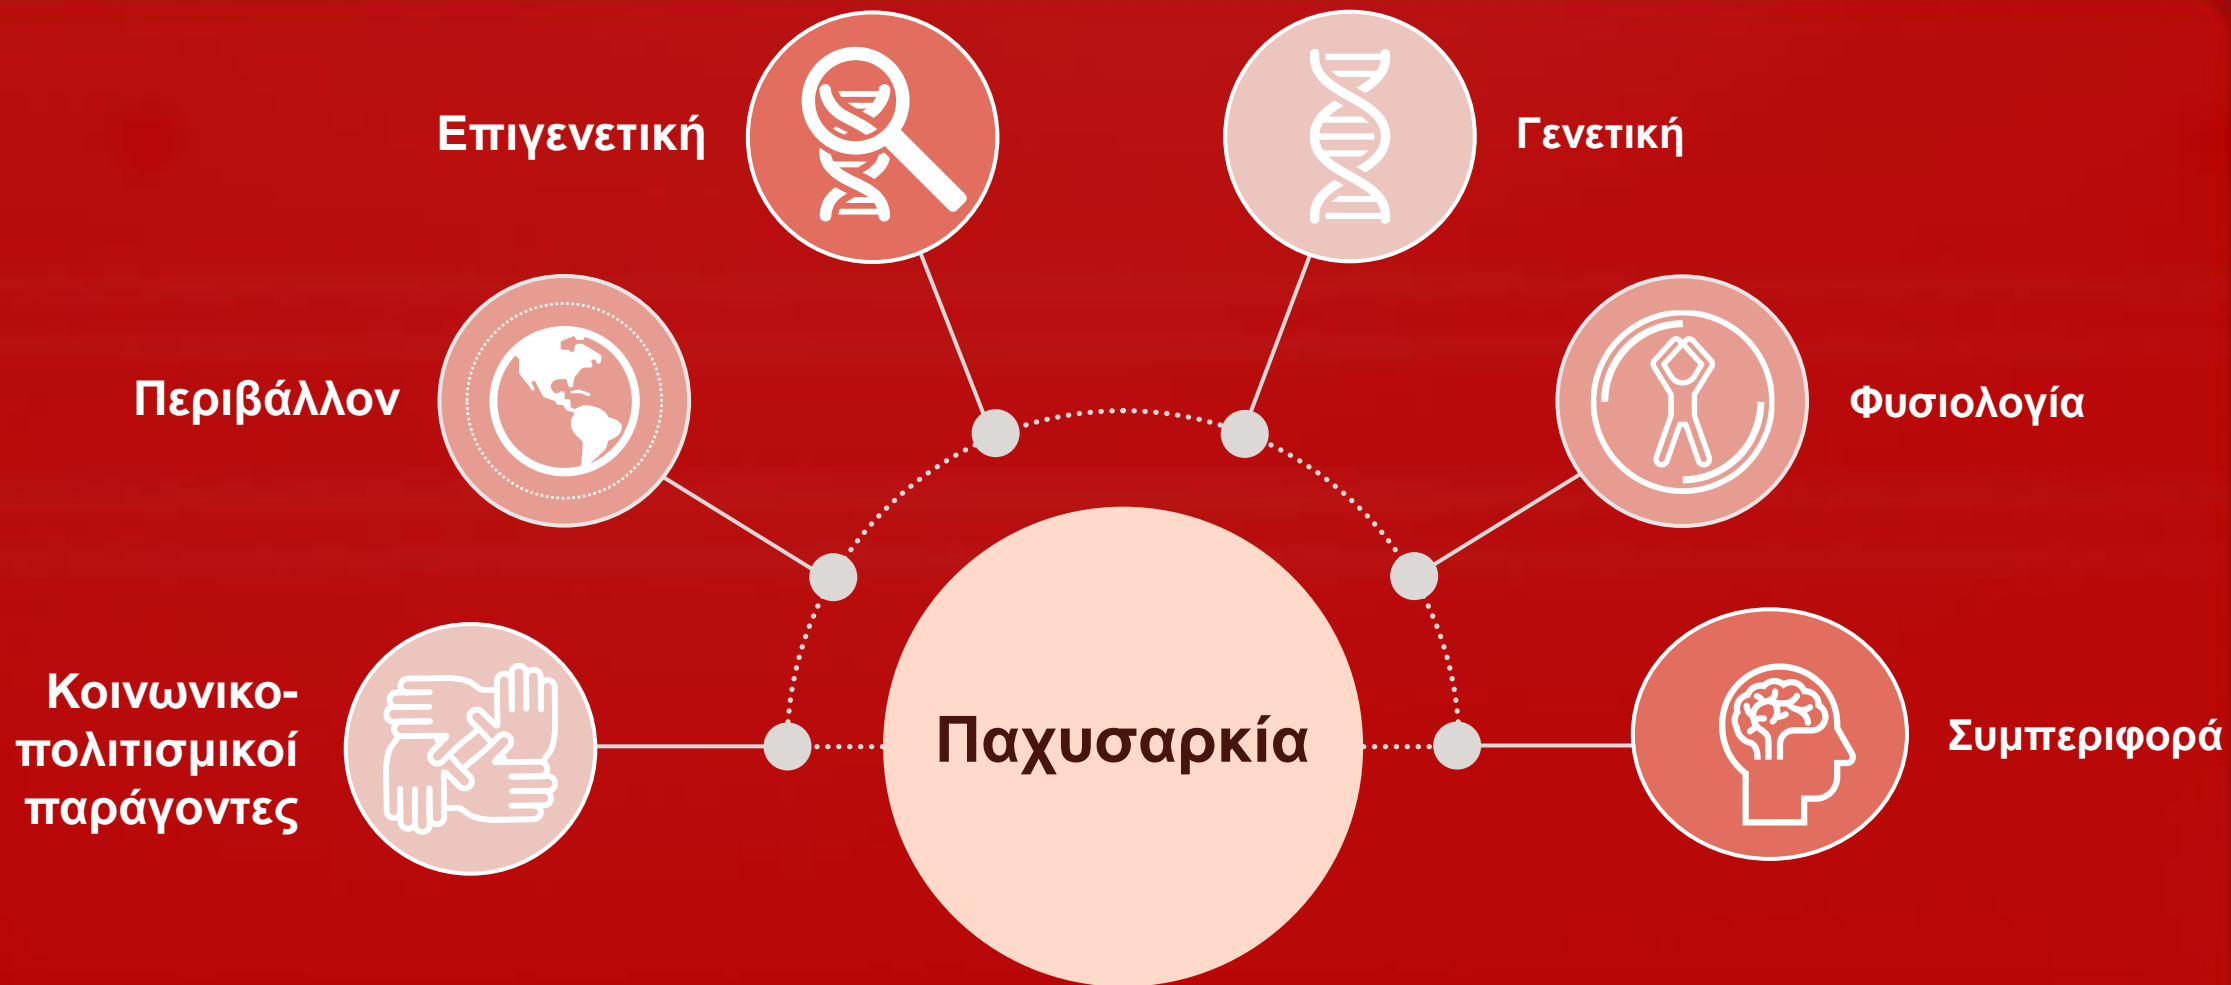 Επιγενετική
Γενετική
Περιβάλλον
Φυσιολογία
Κοινωνικο-
πολιτισμικοί
παράγοντες
Παχυσαρκία
Συμπεριφορά